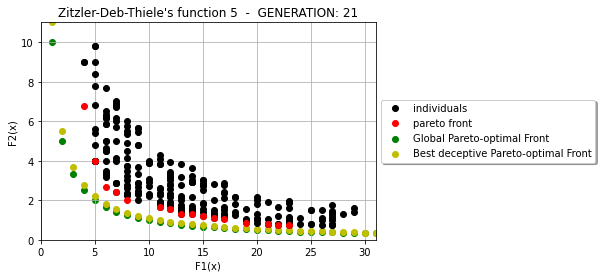 Zitzler-Deb-Thiele's function 5 - GENERATION: 21
F2(x)
10
8
6
4
2
0
0 5 10 15 20 25 30
F1(x)
individuals
pareto front
Global Pareto-optimal Front
Best deceptive Pareto-optimal Front